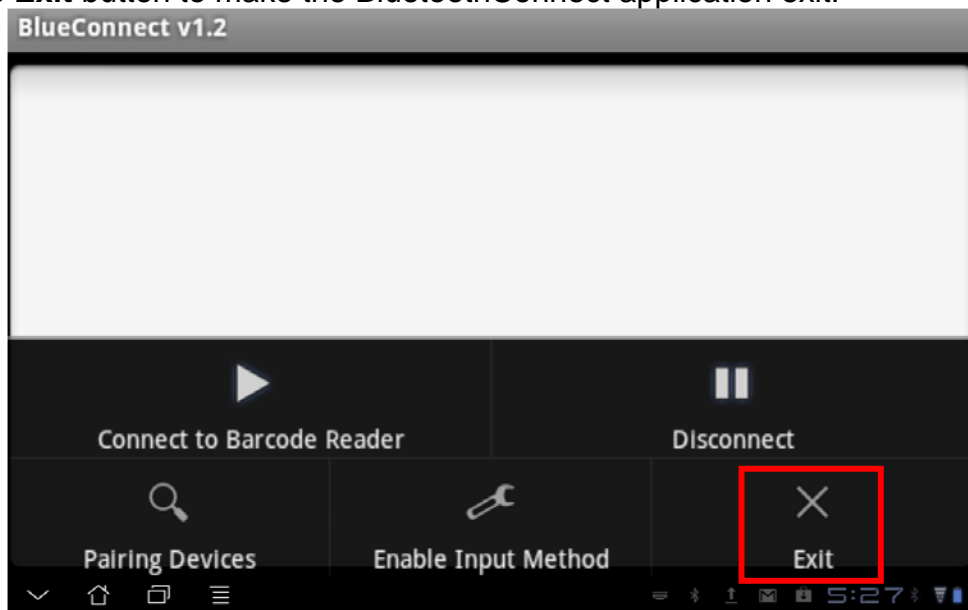 Exit button to make the BluetoothConnect application exit.
BlueConnect v1.2
Connect to Barcode Reader
Disconnect
Pairing Devices
Enable Input Method
Exit
5:27